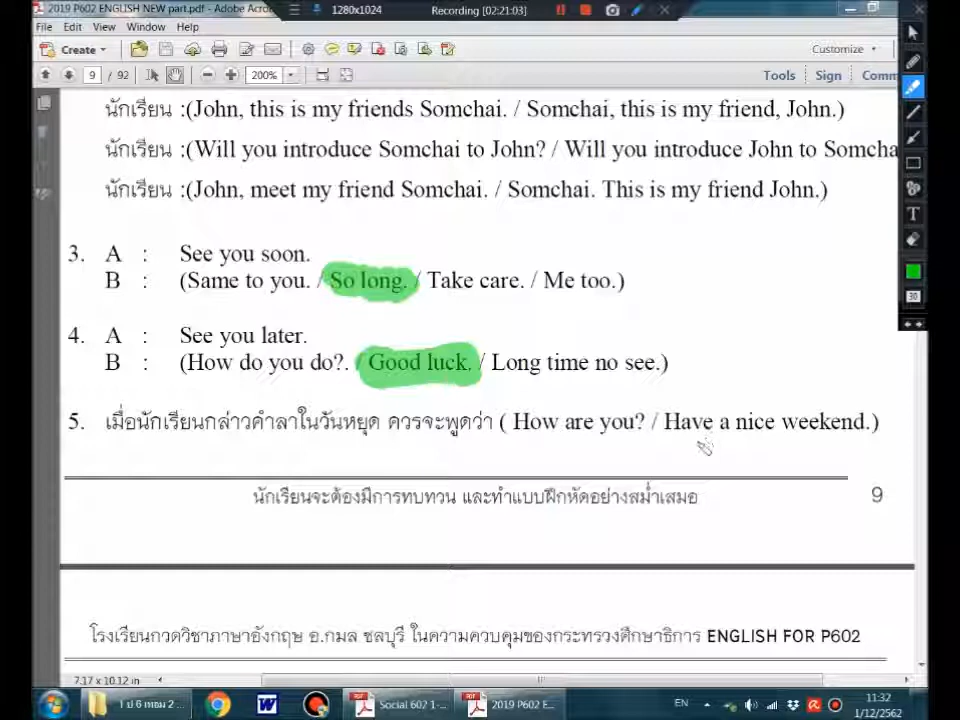 2019 P602 ENGLISH NEW part.pdf - Adobe Acro
1280x1024
Recording [02:21:03]
File Edit View Window Help
Create
Customize
9 / 92
200%
Tools Sign Comm
นักเรียน :(John, this is my friends Somchai. / Somchai, this is my friend, John.)
นักเรียน :(Will you introduce Somchai to John? / Will you introduce John to Somcha
นักเรียน :(John, meet my friend Somchai. / Somchai. This is my friend John.)
3. A : See you soon.
B : (Same to you. / So long. / Take care. / Me too.)
4. A : See you later.
B : (How do you do?. / Good luck. / Long time no see.)
5. เมื่อนักเรียนกล่าวคำลาในวันหยุด ควรจะพูดว่า ( How are you? / Have a nice weekend.)
นักเรียนจะต้องมีการทบทวน และทำแบบฝึกหัดอย่างสม่ำเสมอ
9
โรงเรียนกวดวิชาภาษาอังกฤษ อ.กมล ชลบุรี ในความควบคุมของกระทรวงศึกษาธิการ ENGLISH FOR P602
7.17 x 10.12 in
T
30
1 ป 6 เทอม 2 ...
Social 602 1-...
2019 P602 E...
EN
11:32
1/12/2562